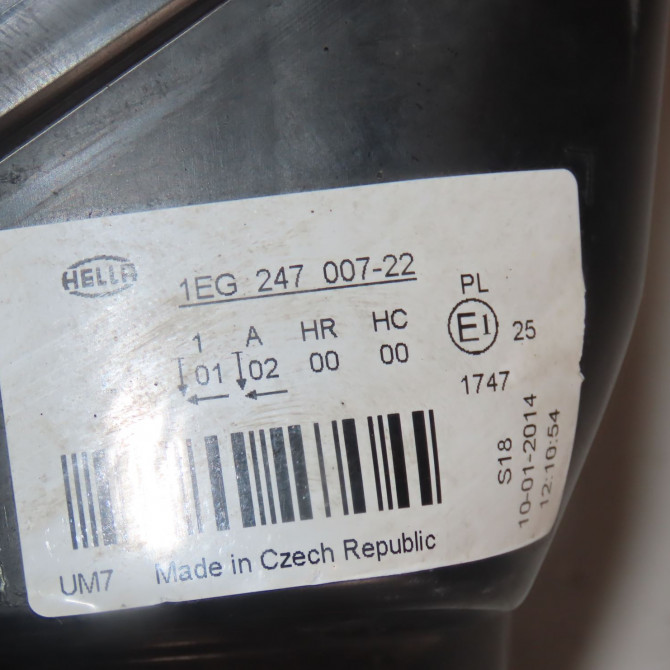 HELLA
1EG 247 007-22
PL
1 A HR HC
01 02 00 00
E1 25
1747
S18
10-01-2014
12:10:54
UM7 Made in Czech Republic